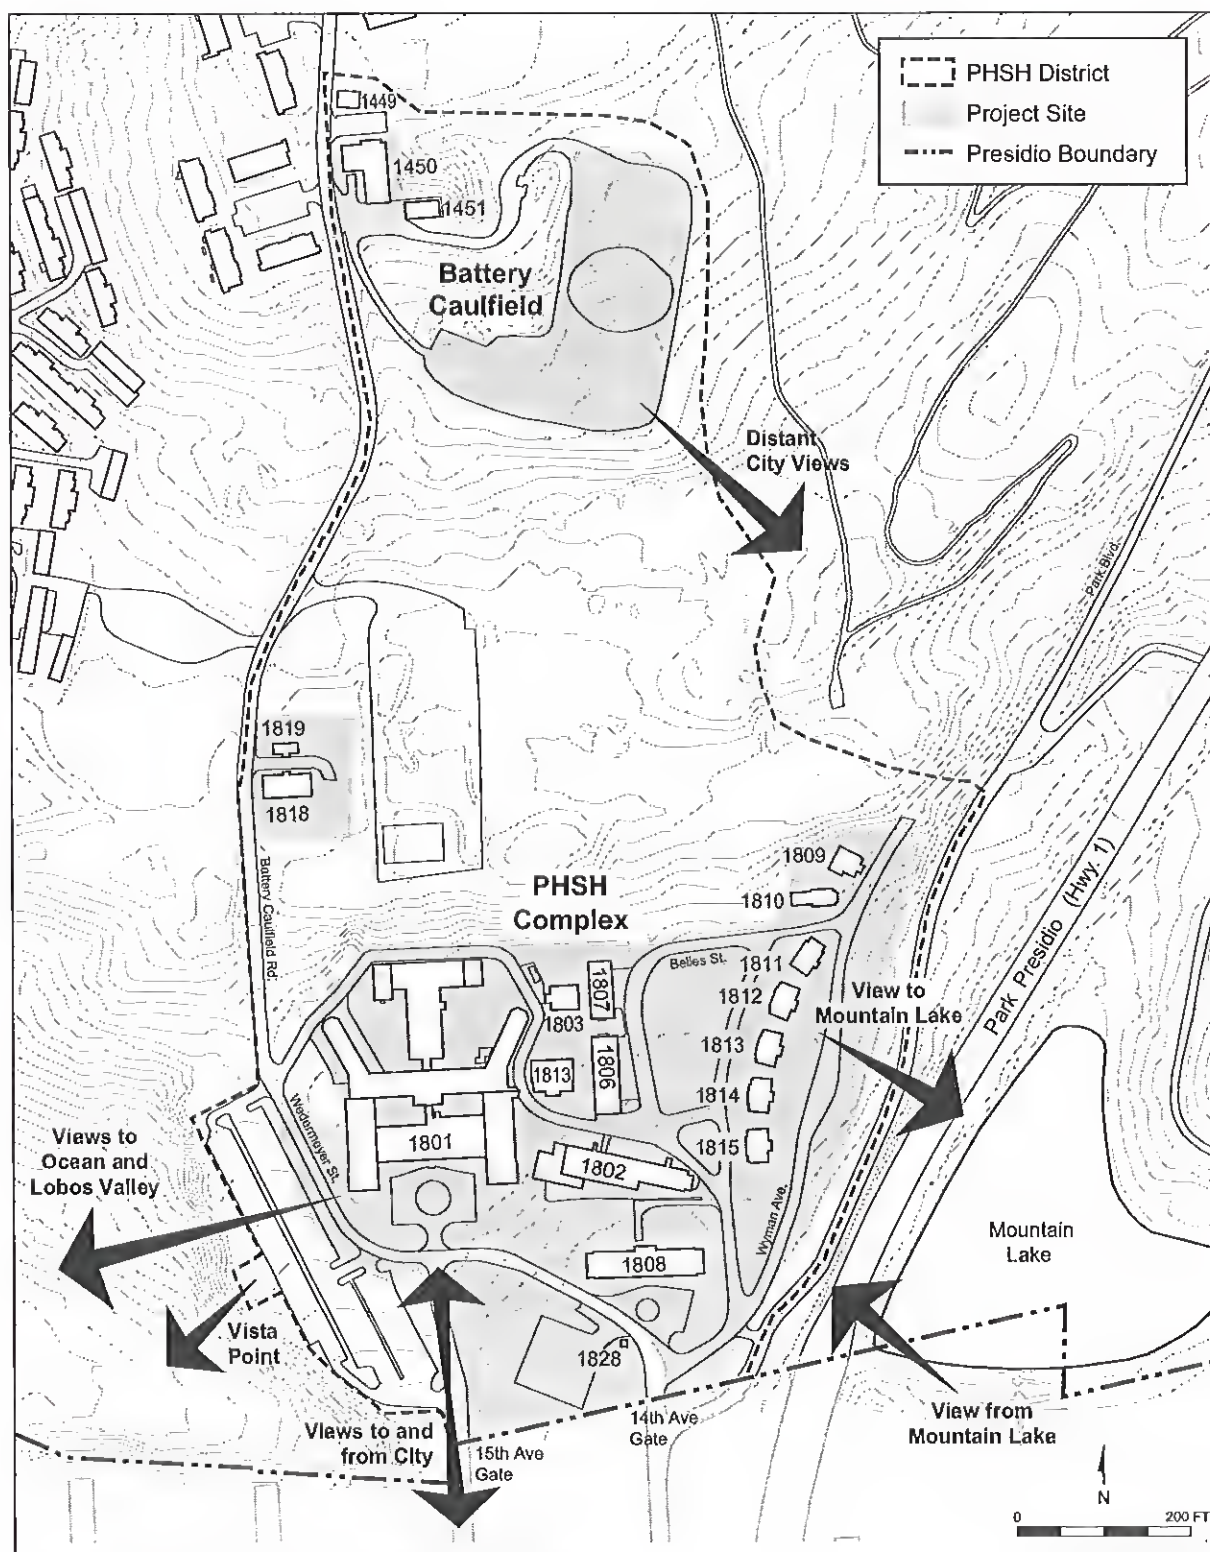 PHSH District
Project Site
Presidio Boundary
1449
1450
1451
Battery
Caulfield
Distant
City Views
Park Blvd.
1819
1818
Battery Caulfield Rd.
PHSH
Complex
1809
1810
Park Presidio (Hwy. 1)
Belles St.
1811
1807
1812
View to
Mountain Lake
1803
1813
1813
1806
1814
Wedemeyer St.
1801
1815
Views to
Ocean and
Lobos Valley
1802
Wyman Ave.
Mountain
Lake
1808
Vista
Point
1828
Views to and
from City
14th Ave
Gate
View from
Mountain Lake
15th Ave
Gate
N
0 200 FT